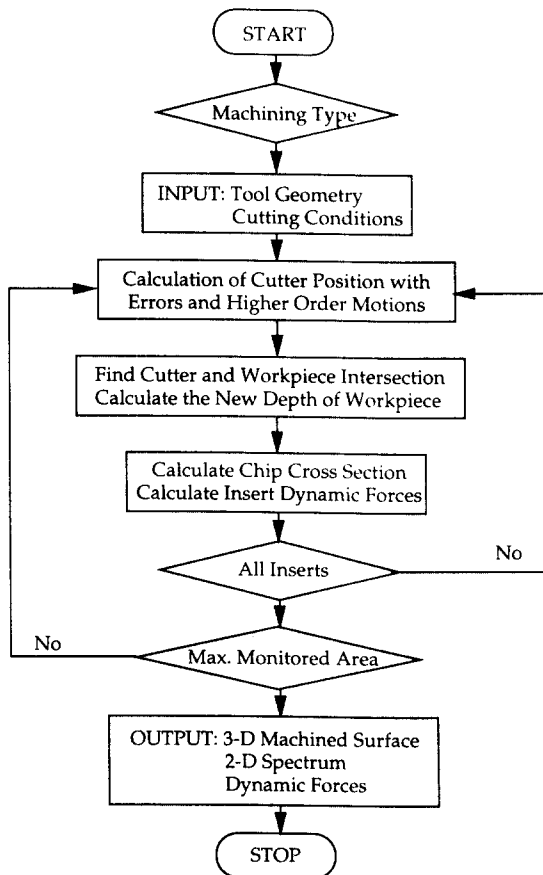 START
Machining Type
INPUT: Tool Geometry
Cutting Conditions
Calculation of Cutter Position with
Errors and Higher Order Motions
Find Cutter and Workpiece Intersection
Calculate the New Depth of Workpiece
Calculate Chip Cross Section
Calculate Insert Dynamic Forces
All Inserts
No
No
Max. Monitored Area
OUTPUT: 3-D Machined Surface
2-D Spectrum
Dynamic Forces
STOP